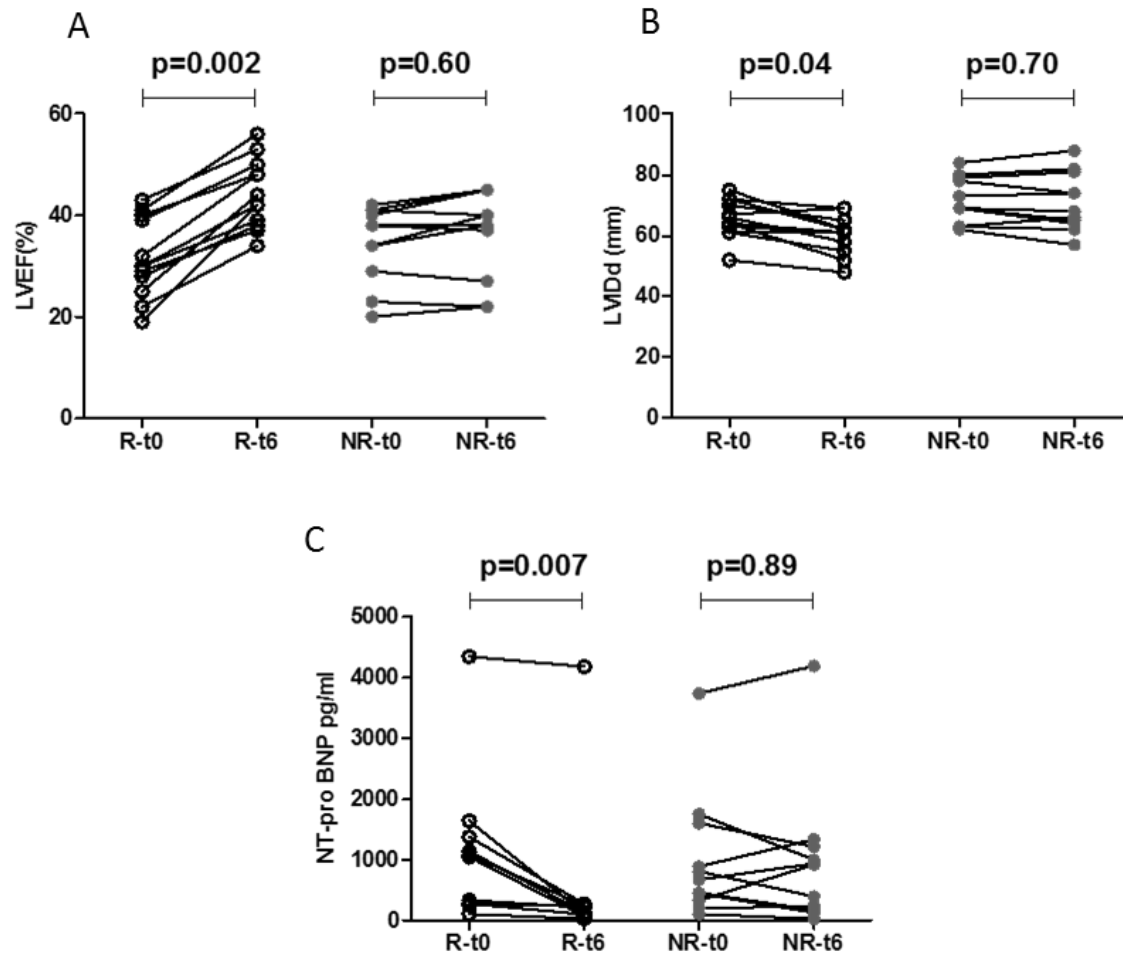 A
p=0.002 p=0.60
LVEF(%)
60
40
20
0
R-t0 R-t6 NR-t0 NR-t6
B
p=0.04 p=0.70
LVDd (mm)
100
80
60
40
20
0
R-t0 R-t6 NR-t0 NR-t6
C
p=0.007 p=0.89
NT-pro BNP pg/ml
5000
4000
3000
2000
1000
0
R-t0 R-t6 NR-t0 NR-t6